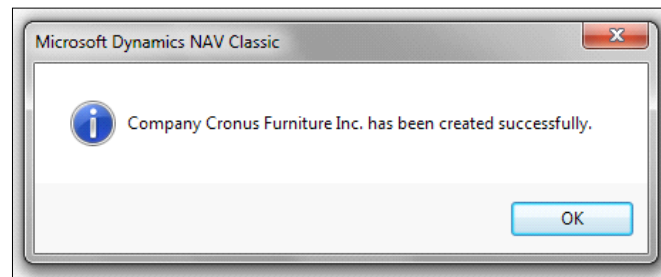 Microsoft Dynamics NAV Classic
Company Cronus Furniture Inc. has been created successfully.
OK